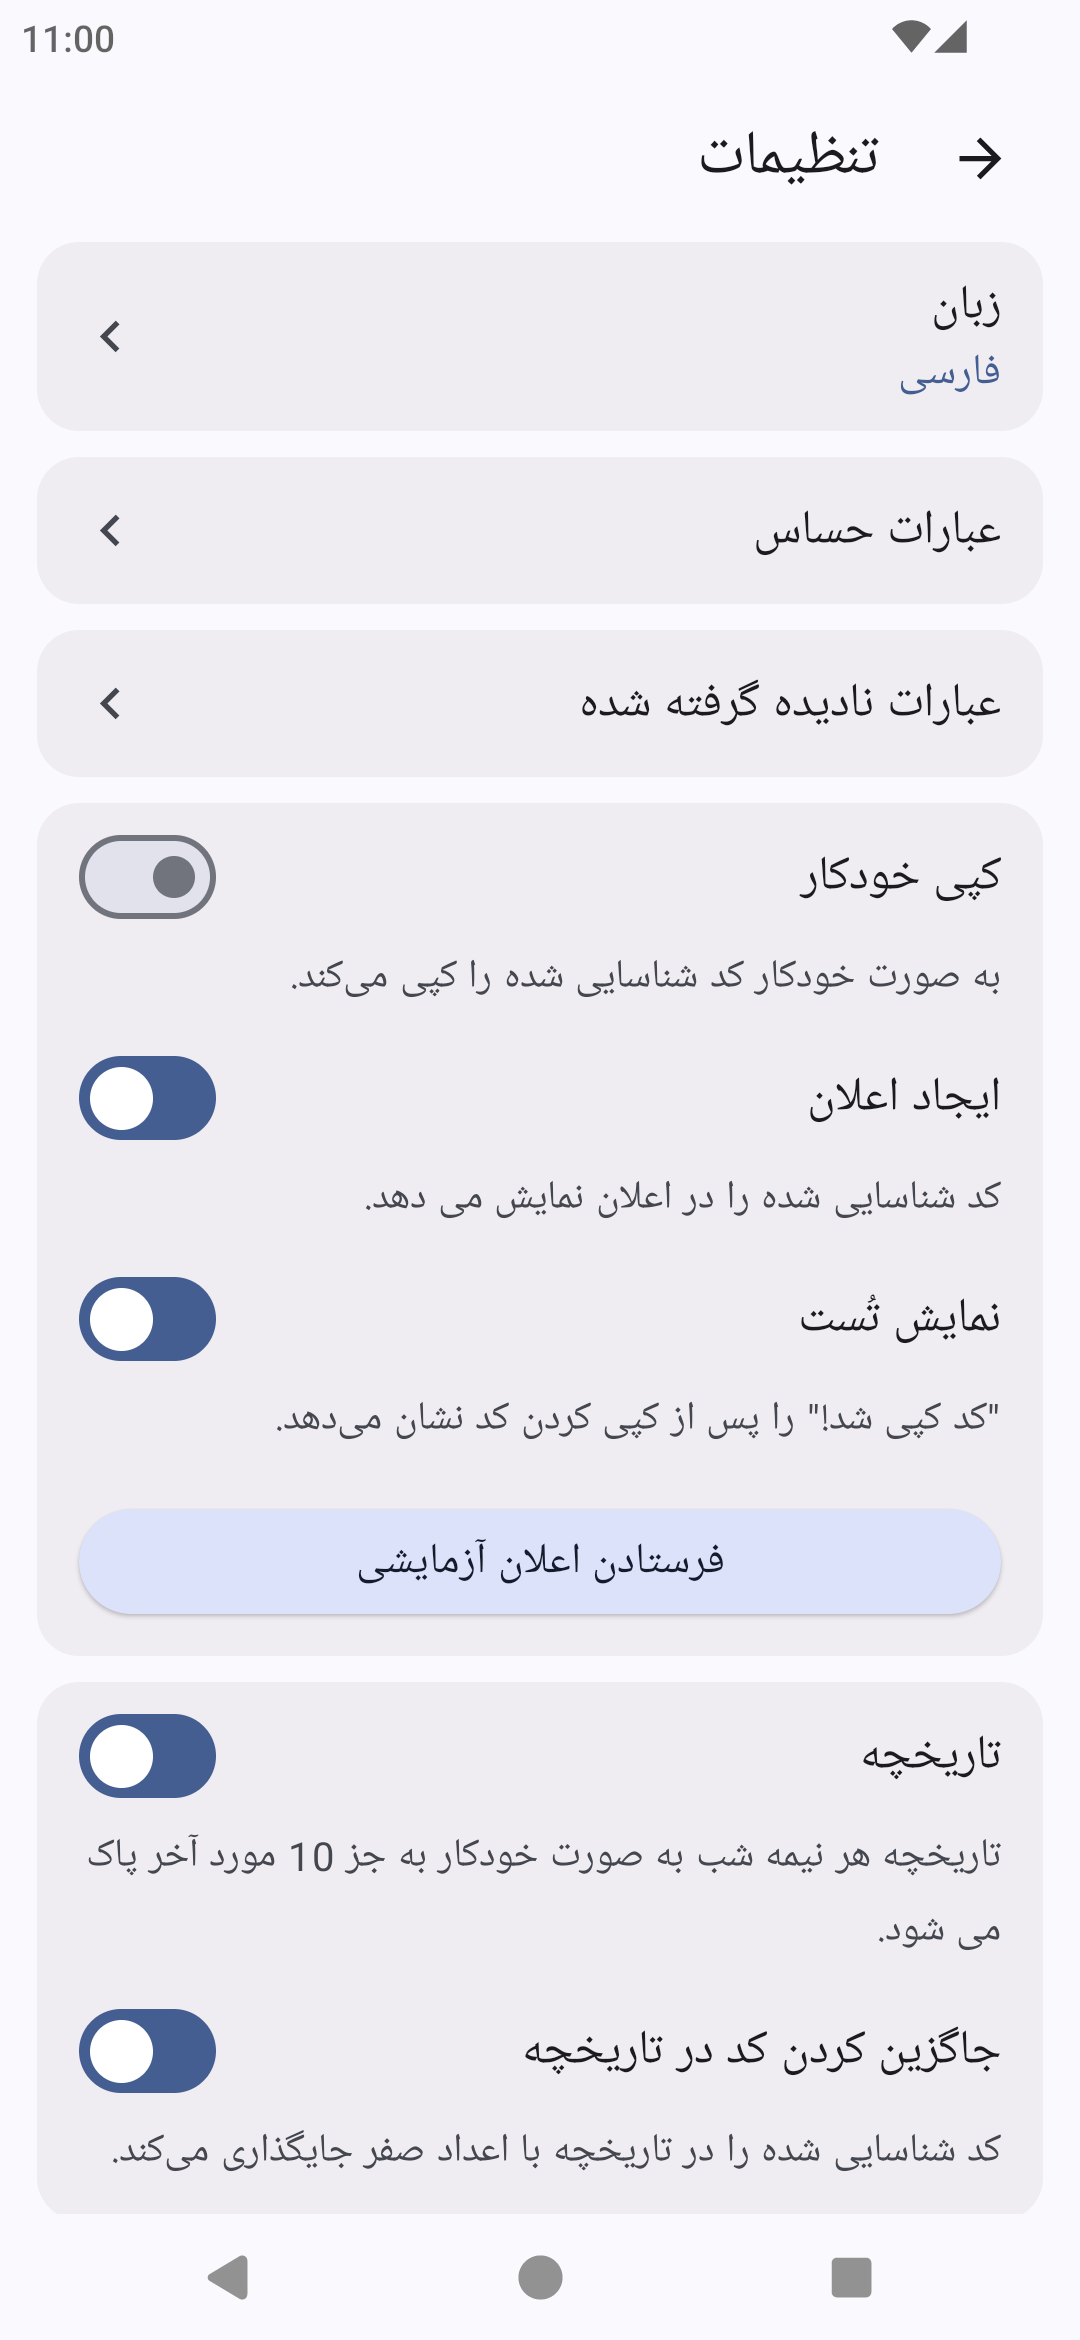 11:00
تنظیمات
زبان
فارسی
عبارات حساس
عبارات نادیده گرفته شده
کپی خودکار
به صورت خودکار کد شناسایی شده را کپی می‌کند.
ایجاد اعلان
کد شناسایی شده را در اعلان نمایش می دهد.
نمایش تُست
"کد کپی شد!" را پس از کپی کردن کد نشان می‌دهد.
فرستادن اعلان آزمایشی
تاریخچه
تاریخچه هر نیمه شب به صورت خودکار به جز 10 مورد آخر پاک
می شود.
جاگزین کردن کد در تاریخچه
کد شناسایی شده را در تاریخچه با اعداد صفر جایگذاری می‌کند.